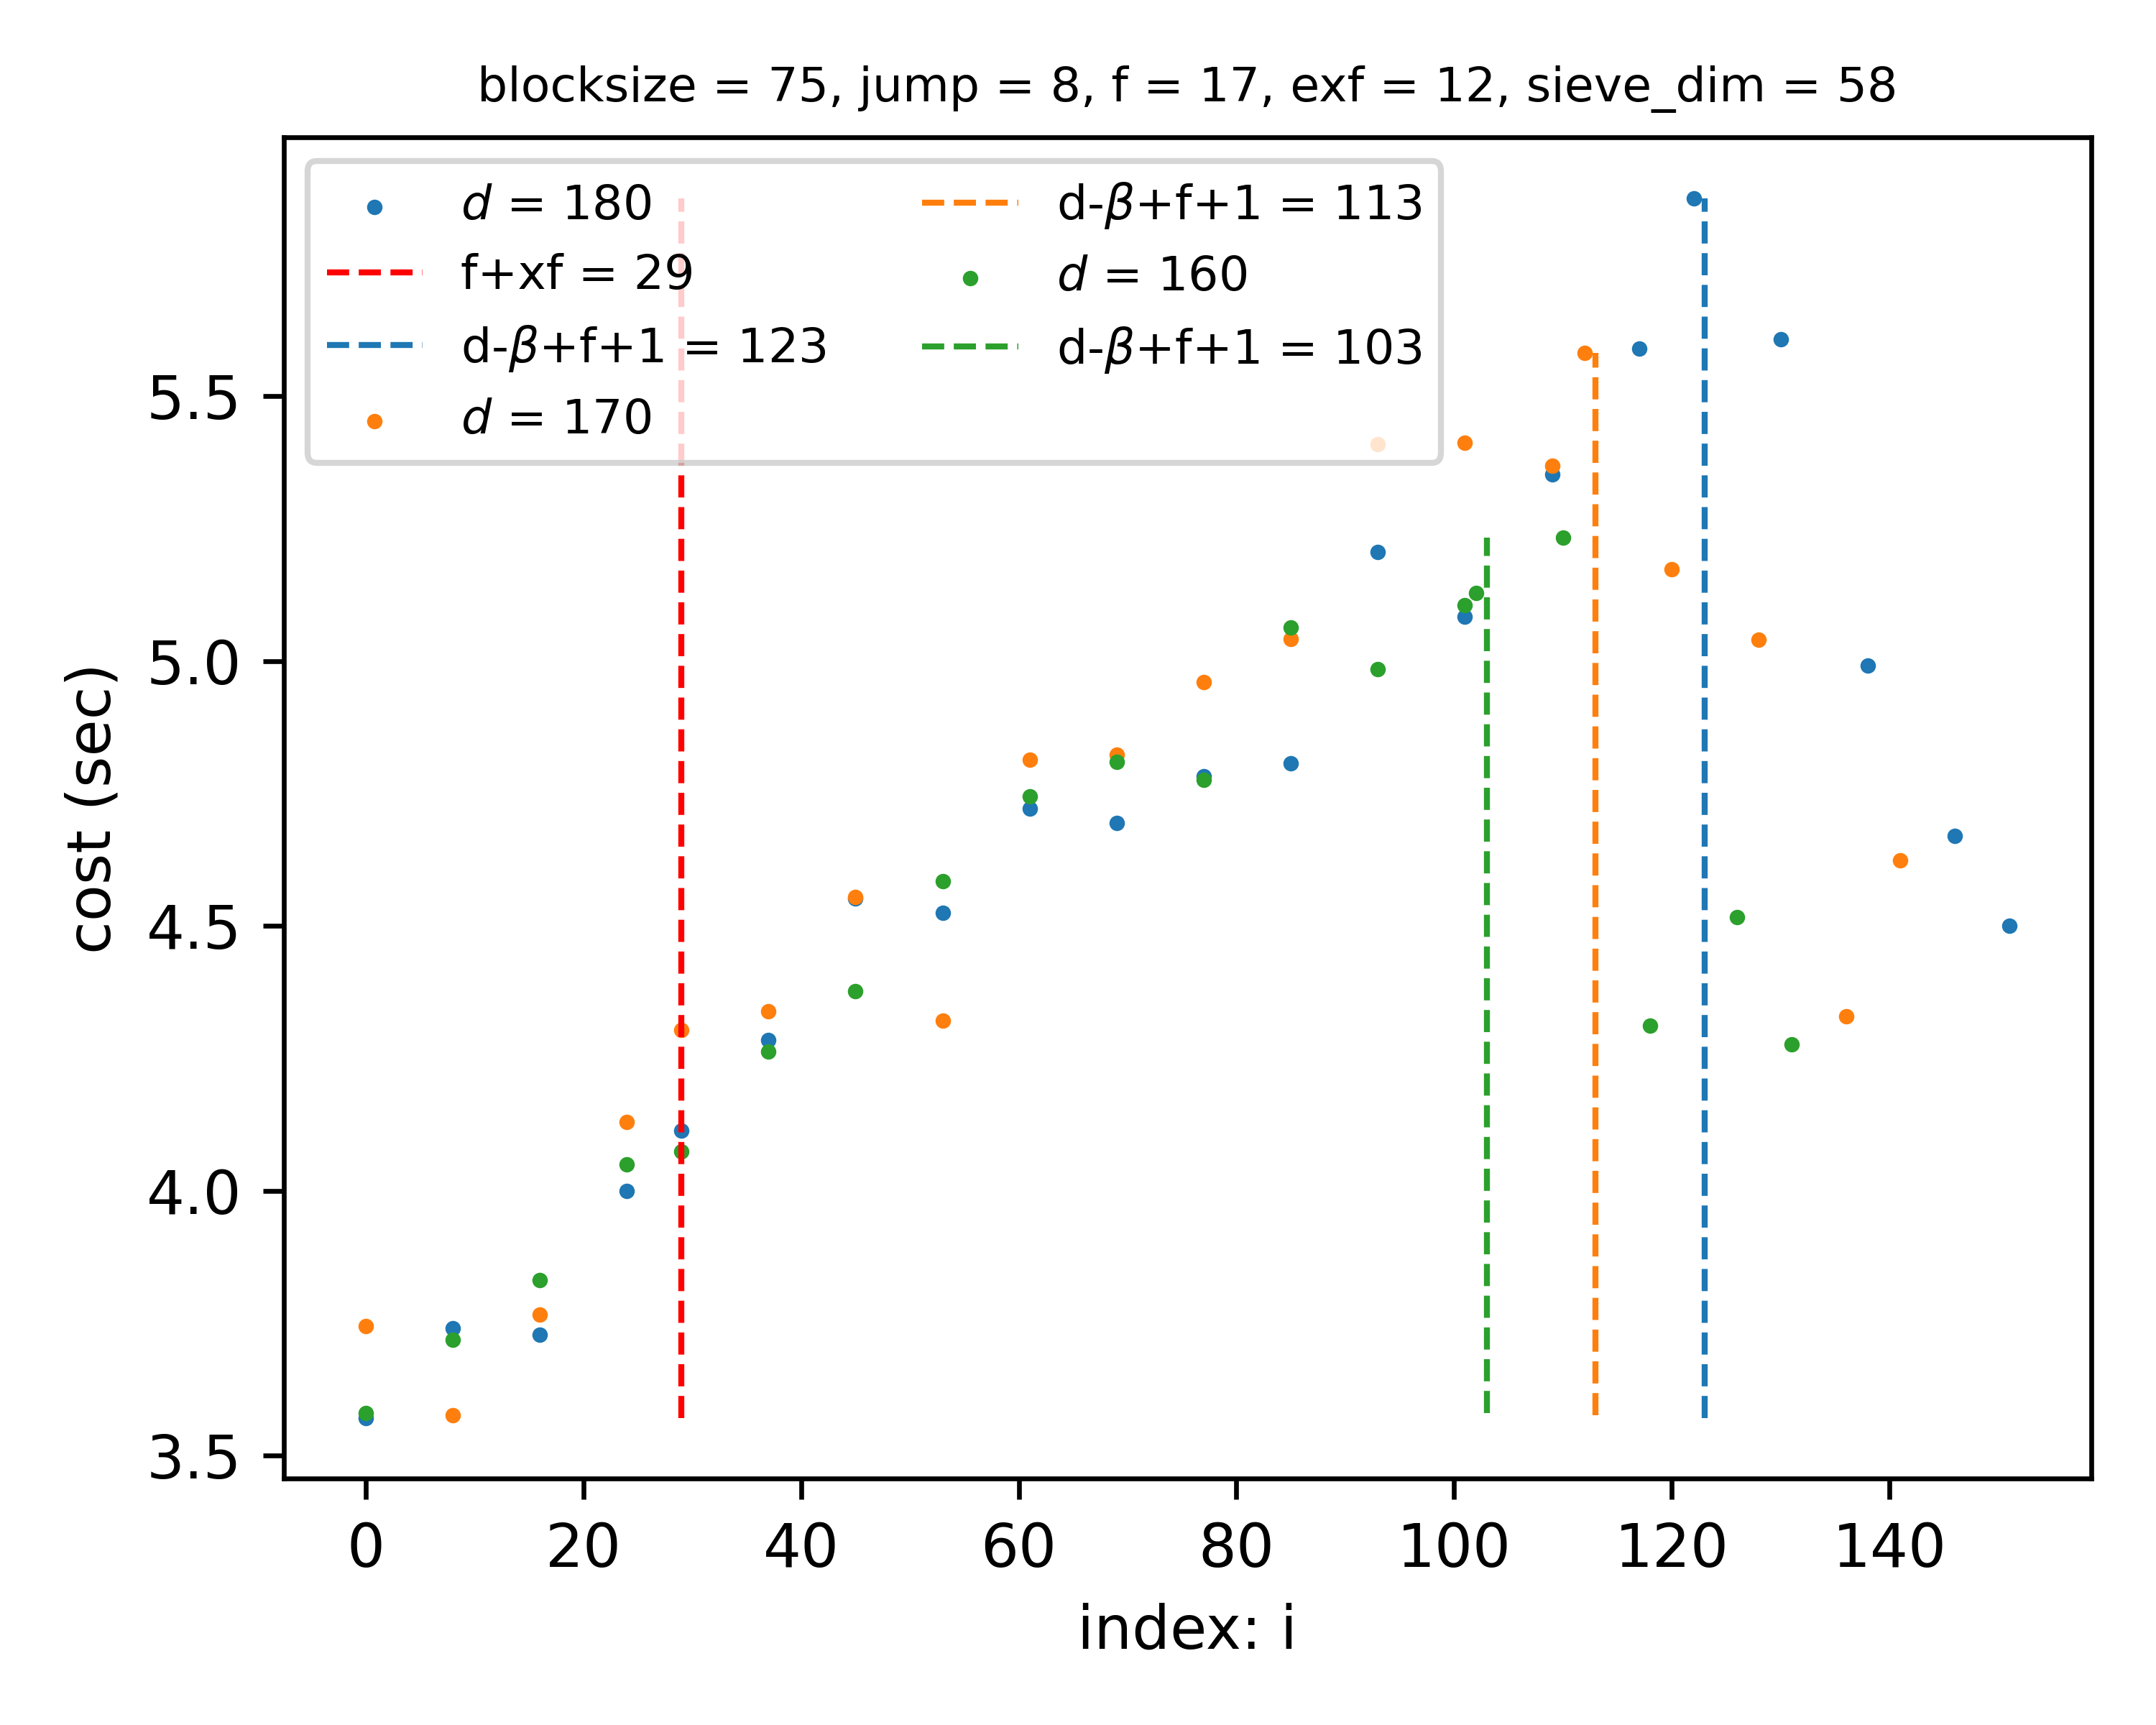 blocksize = 75, jump = 8, f = 17, exf = 12, sieve_dim = 58
d = 180
f+xf = 29
d-β+f+1 = 123
d = 170
d-β+f+1 = 113
d = 160
d-β+f+1 = 103
5.5
5.0
4.5
4.0
3.5
cost (sec)
0 20 40 60 80 100 120 140
index: i